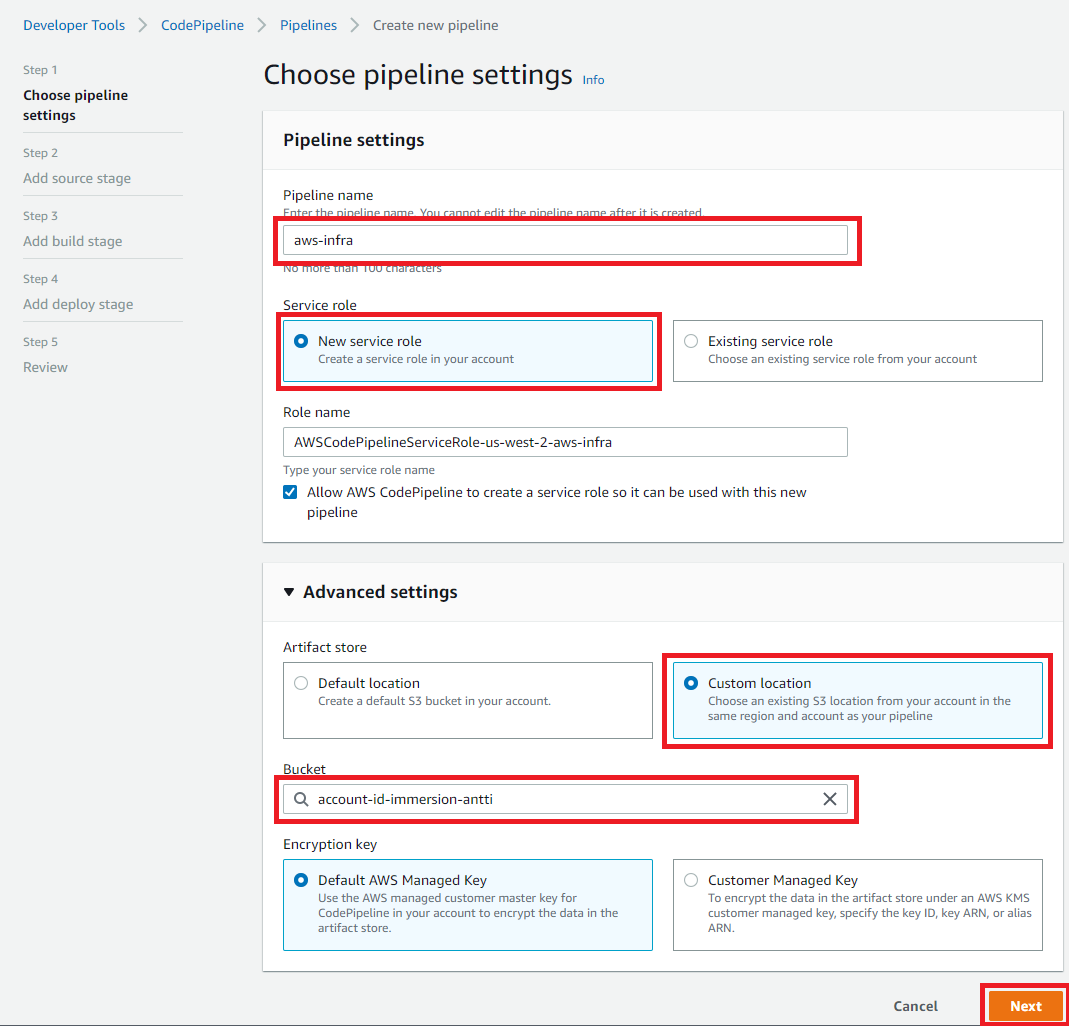 Developer Tools > CodePipeline > Pipelines > Create new pipeline
Step 1
Choose pipeline
settings
Step 2
Add source stage
Step 3
Add build stage
Step 4
Add deploy stage
Step 5
Review
Choose pipeline settings Info
Pipeline settings
Pipeline name
Enter the pipeline name. You cannot edit the pipeline name after it is created.
aws-infra
No more than 100 characters
Service role
New service role
Create a service role in your account
Existing service role
Choose an existing service role from your account
Role name
AWSCodePipelineServiceRole-us-west-2-aws-infra
Type your service role name
Allow AWS CodePipeline to create a service role so it can be used with this new
pipeline
Advanced settings
Artifact store
Default location
Create a default S3 bucket in your account.
Custom location
Choose an existing S3 location from your account in the
same region and account as your pipeline
Bucket
account-id-immersion-antti
Encryption key
Default AWS Managed Key
Use the AWS managed customer master key for
CodePipeline in your account to encrypt the data in the
artifact store.
Customer Managed Key
To encrypt the data in the artifact store under an AWS KMS
customer managed key, specify the key ID, key ARN, or alias
ARN.
Cancel
Next